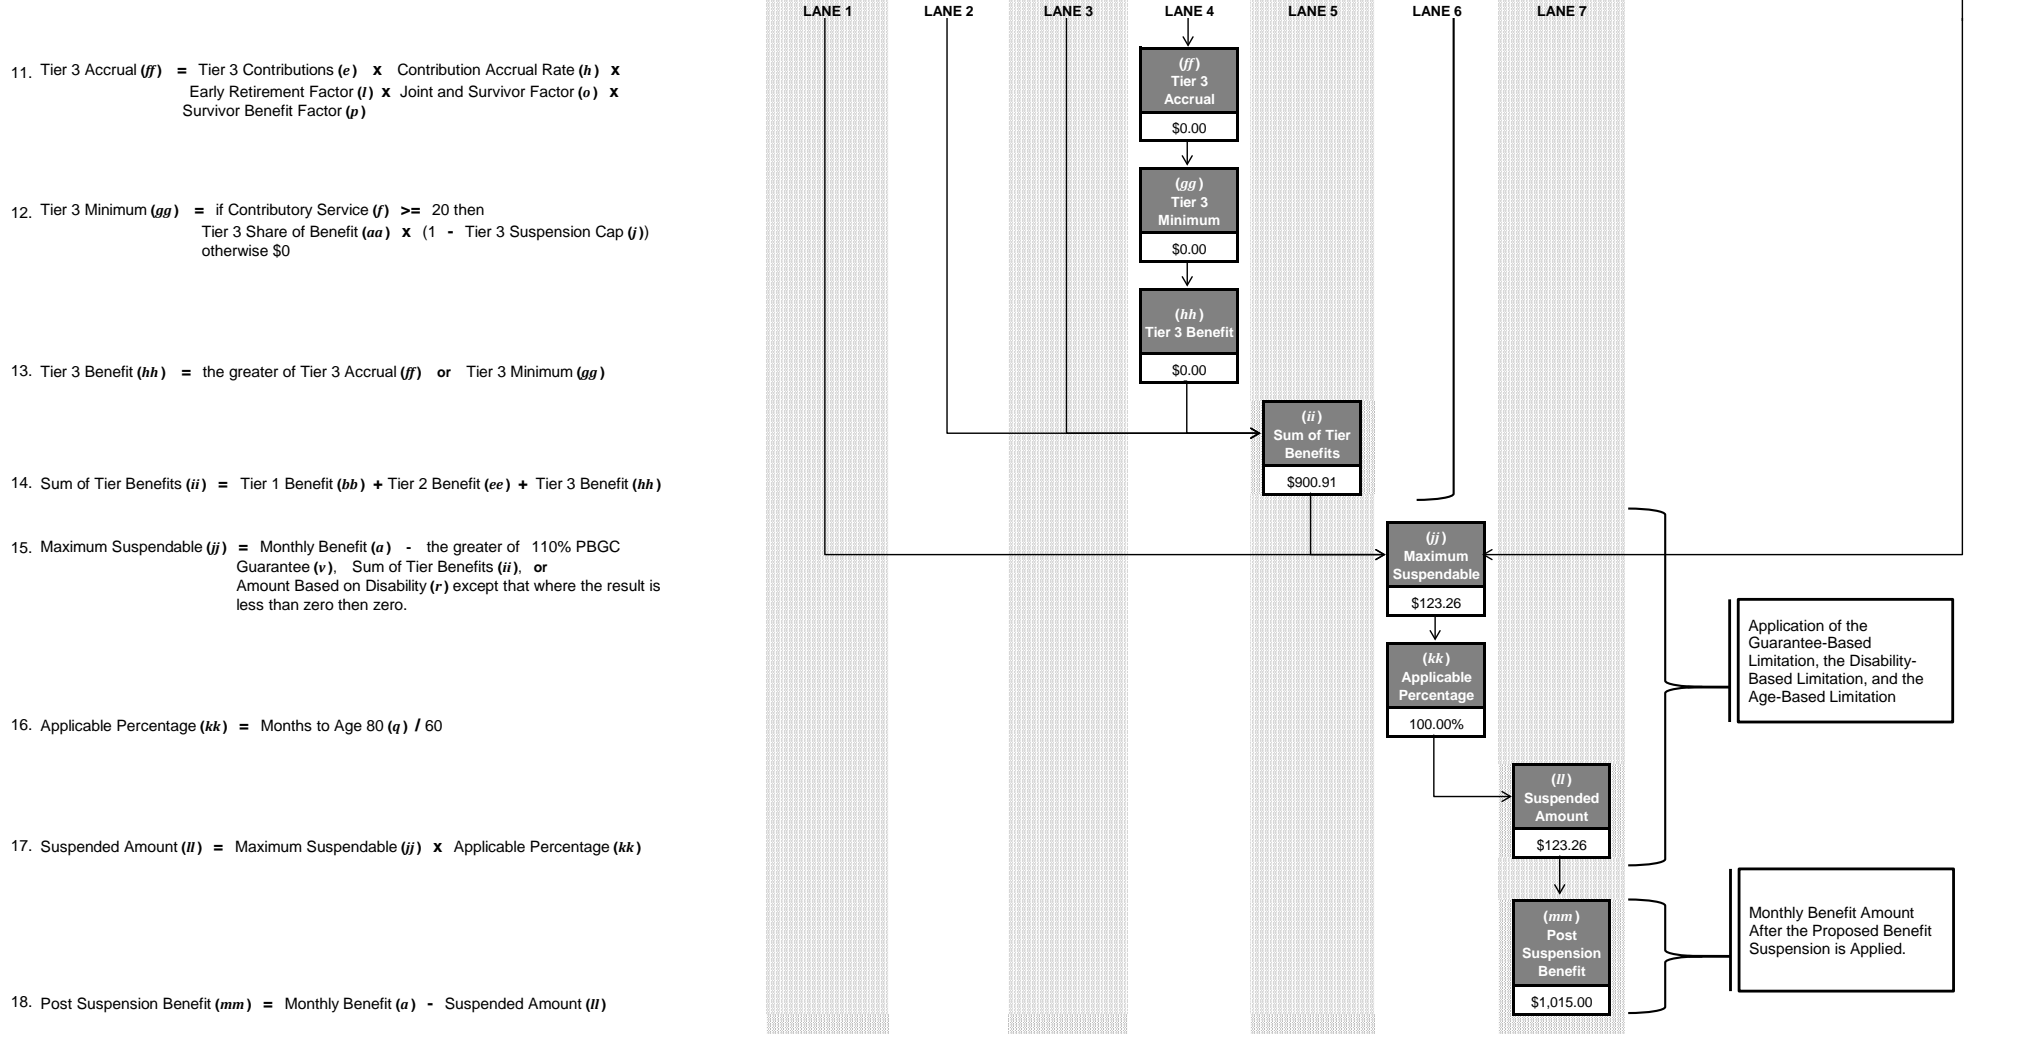 LANE 1 LANE 2 LANE 3 LANE 4 LANE 5 LANE 6 LANE 7
11. Tier 3 Accrual (ff) = Tier 3 Contributions (e) x Contribution Accrual Rate (h) x
Early Retirement Factor (l) x Joint and Survivor Factor (o) x
Survivor Benefit Factor (p)
(ff)
Tier 3
Accrual
$0.00
12. Tier 3 Minimum (gg) = if Contributory Service (f) >= 20 then
Tier 3 Share of Benefit (aa) x (1 - Tier 3 Suspension Cap (j))
otherwise $0
(gg)
Tier 3
Minimum
$0.00
(hh)
Tier 3 Benefit
$0.00
13. Tier 3 Benefit (hh) = the greater of Tier 3 Accrual (ff) or Tier 3 Minimum (gg)
(ii)
Sum of Tier
Benefits
$900.91
14. Sum of Tier Benefits (ii) = Tier 1 Benefit (bb) + Tier 2 Benefit (ee) + Tier 3 Benefit (hh)
15. Maximum Suspendable (jj) = Monthly Benefit (a) - the greater of 110% PBGC
Guarantee (v), Sum of Tier Benefits (ii), or
Amount Based on Disability (r) except that where the result is
less than zero then zero.
(jj)
Maximum
Suspendable
$123.26
(kk)
Applicable
Percentage
100.00%
Application of the
Guarantee-Based
Limitation, the Disability-
Based Limitation, and the
Age-Based Limitation
16. Applicable Percentage (kk) = Months to Age 80 (q) / 60
(ll)
Suspended
Amount
$123.26
17. Suspended Amount (ll) = Maximum Suspendable (jj) x Applicable Percentage (kk)
(mm)
Post
Suspension
Benefit
$1,015.00
Monthly Benefit Amount
After the Proposed Benefit
Suspension is Applied.
18. Post Suspension Benefit (mm) = Monthly Benefit (a) - Suspended Amount (ll)